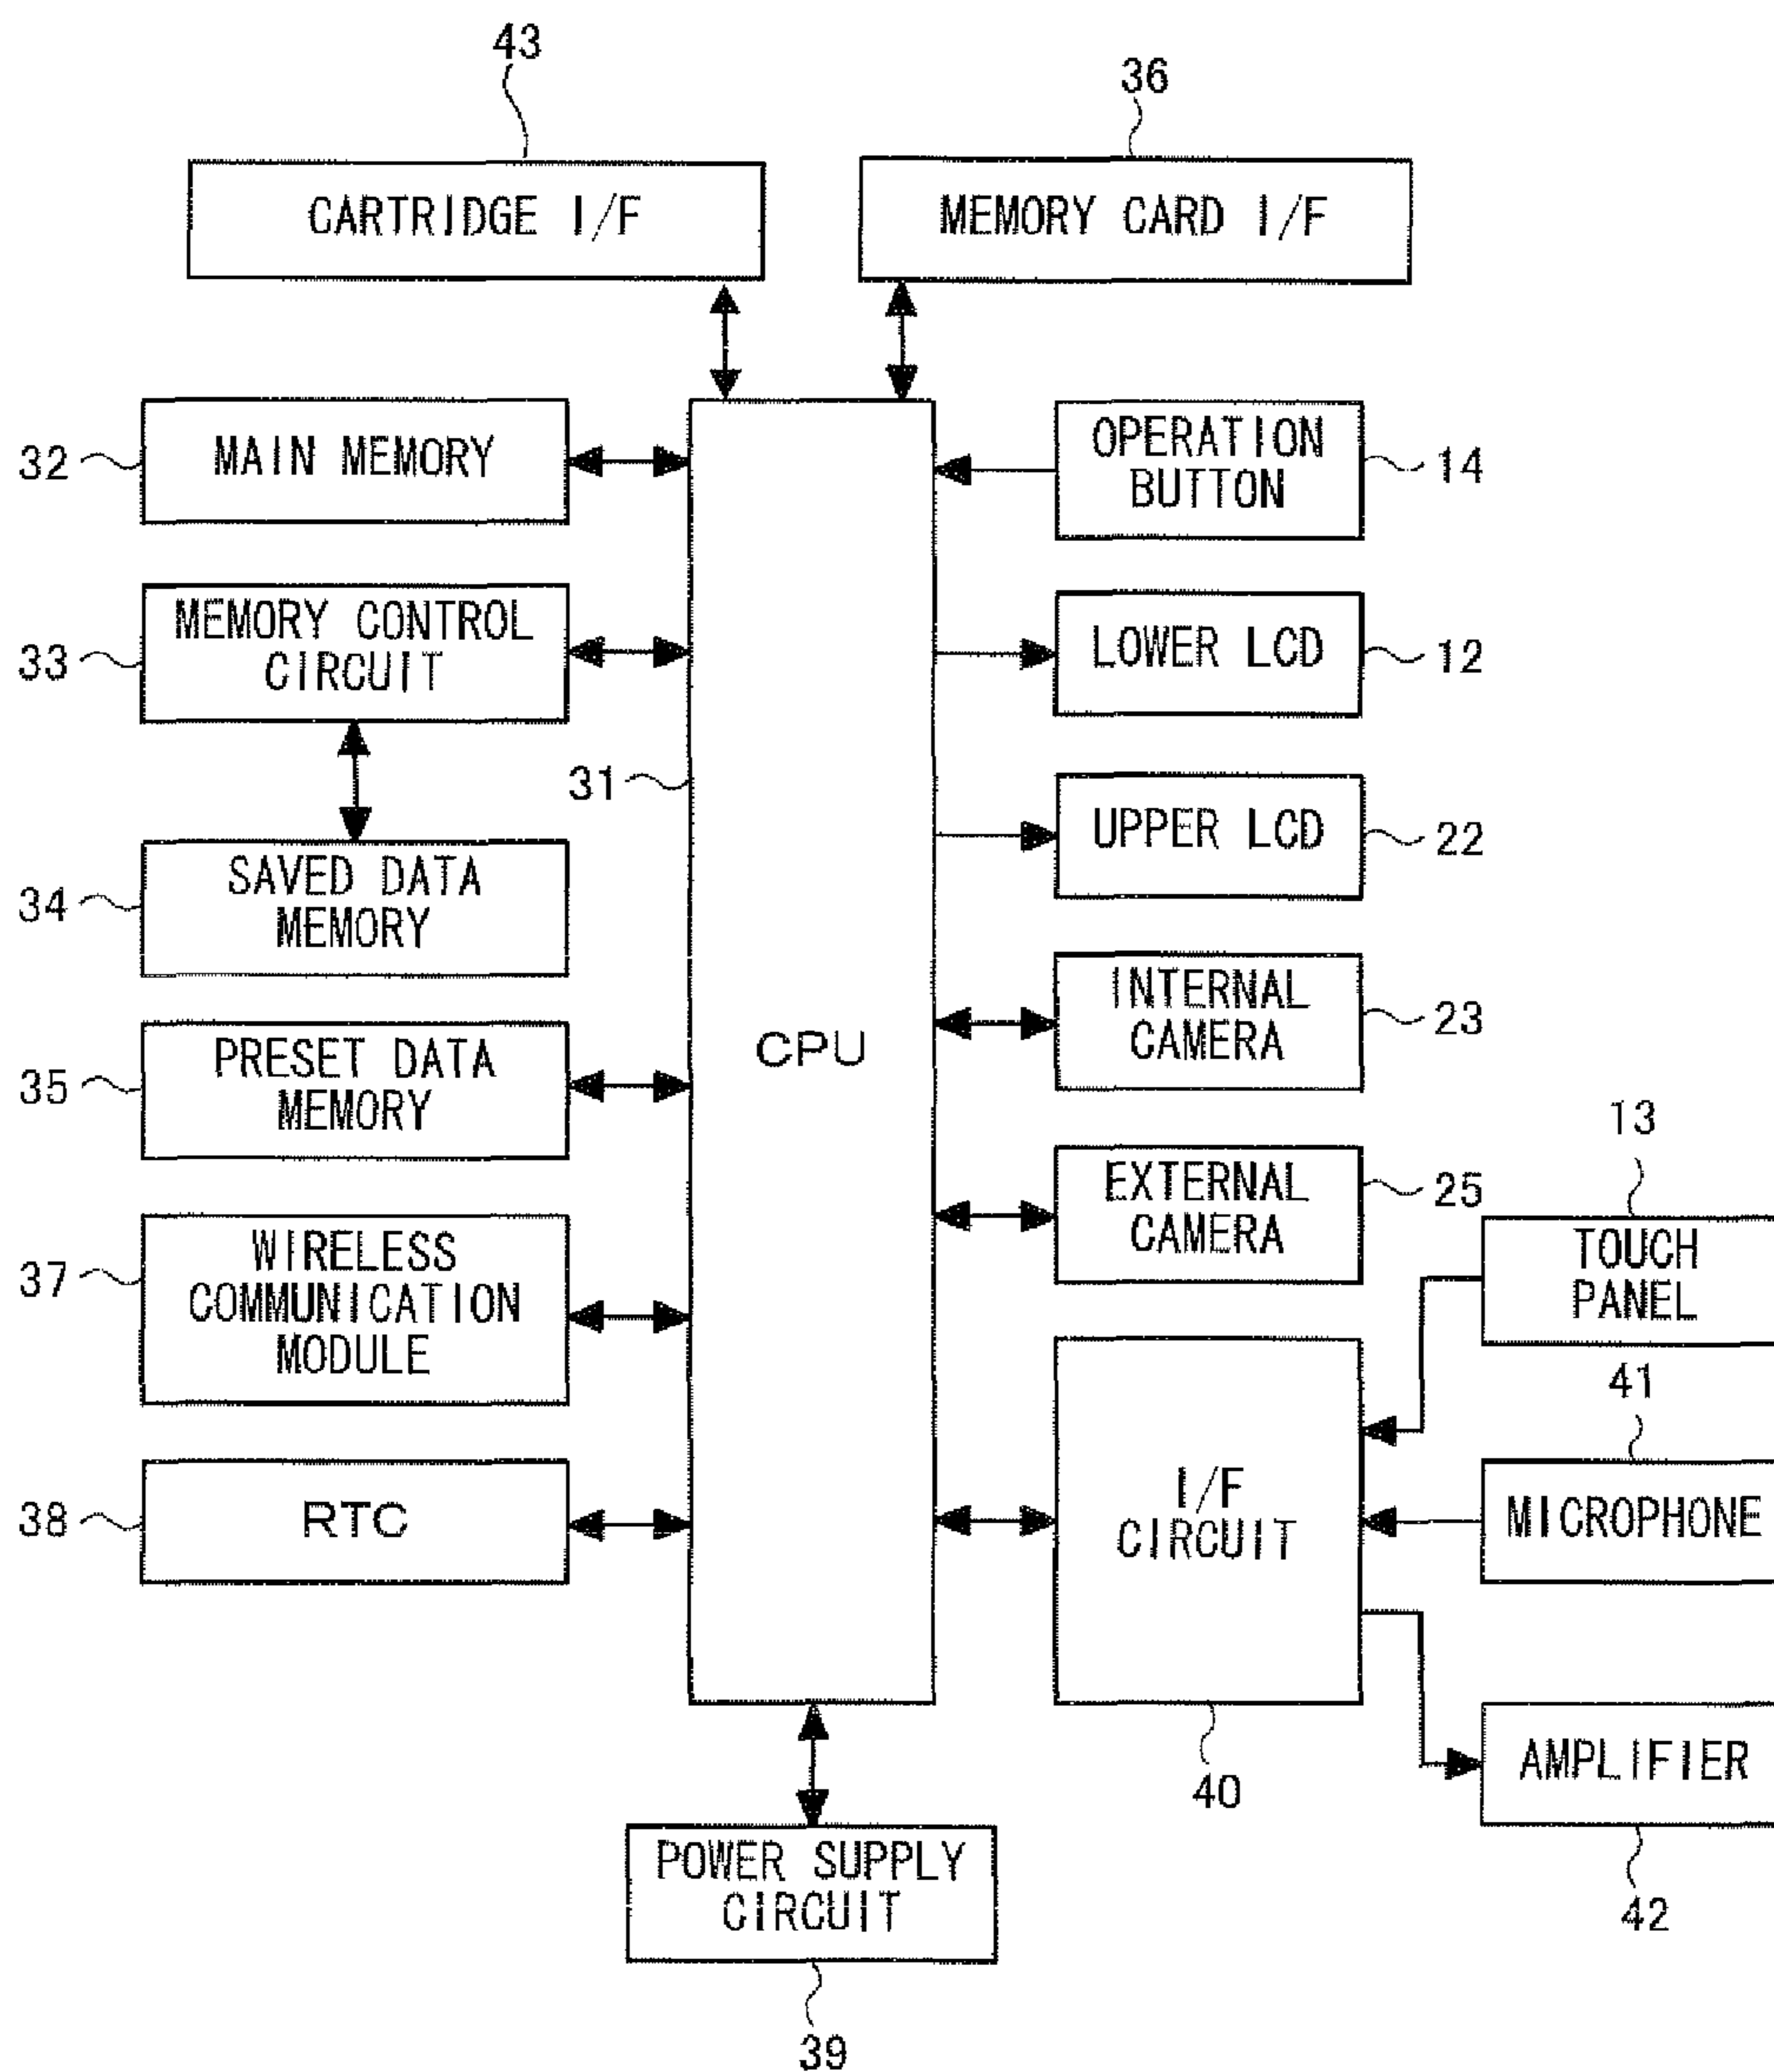 43
36
CARTRIDGE I/F
MEMORY CARD I/F
32
MAIN MEMORY
OPERATION
BUTTON
14
33
MEMORY CONTROL
CIRCUIT
LOWER LCD
12
31
UPPER LCD
22
34
SAVED DATA
MEMORY
CPU
INTERNAL
CAMERA
23
35
PRESET DATA
MEMORY
EXTERNAL
CAMERA
25
13
TOUCH
PANEL
37
WIRELESS
COMMUNICATION
MODULE
41
38
RTC
I/F
CIRCUIT
MICROPHONE
40
AMPLIFIER
42
POWER SUPPLY
CIRCUIT
39